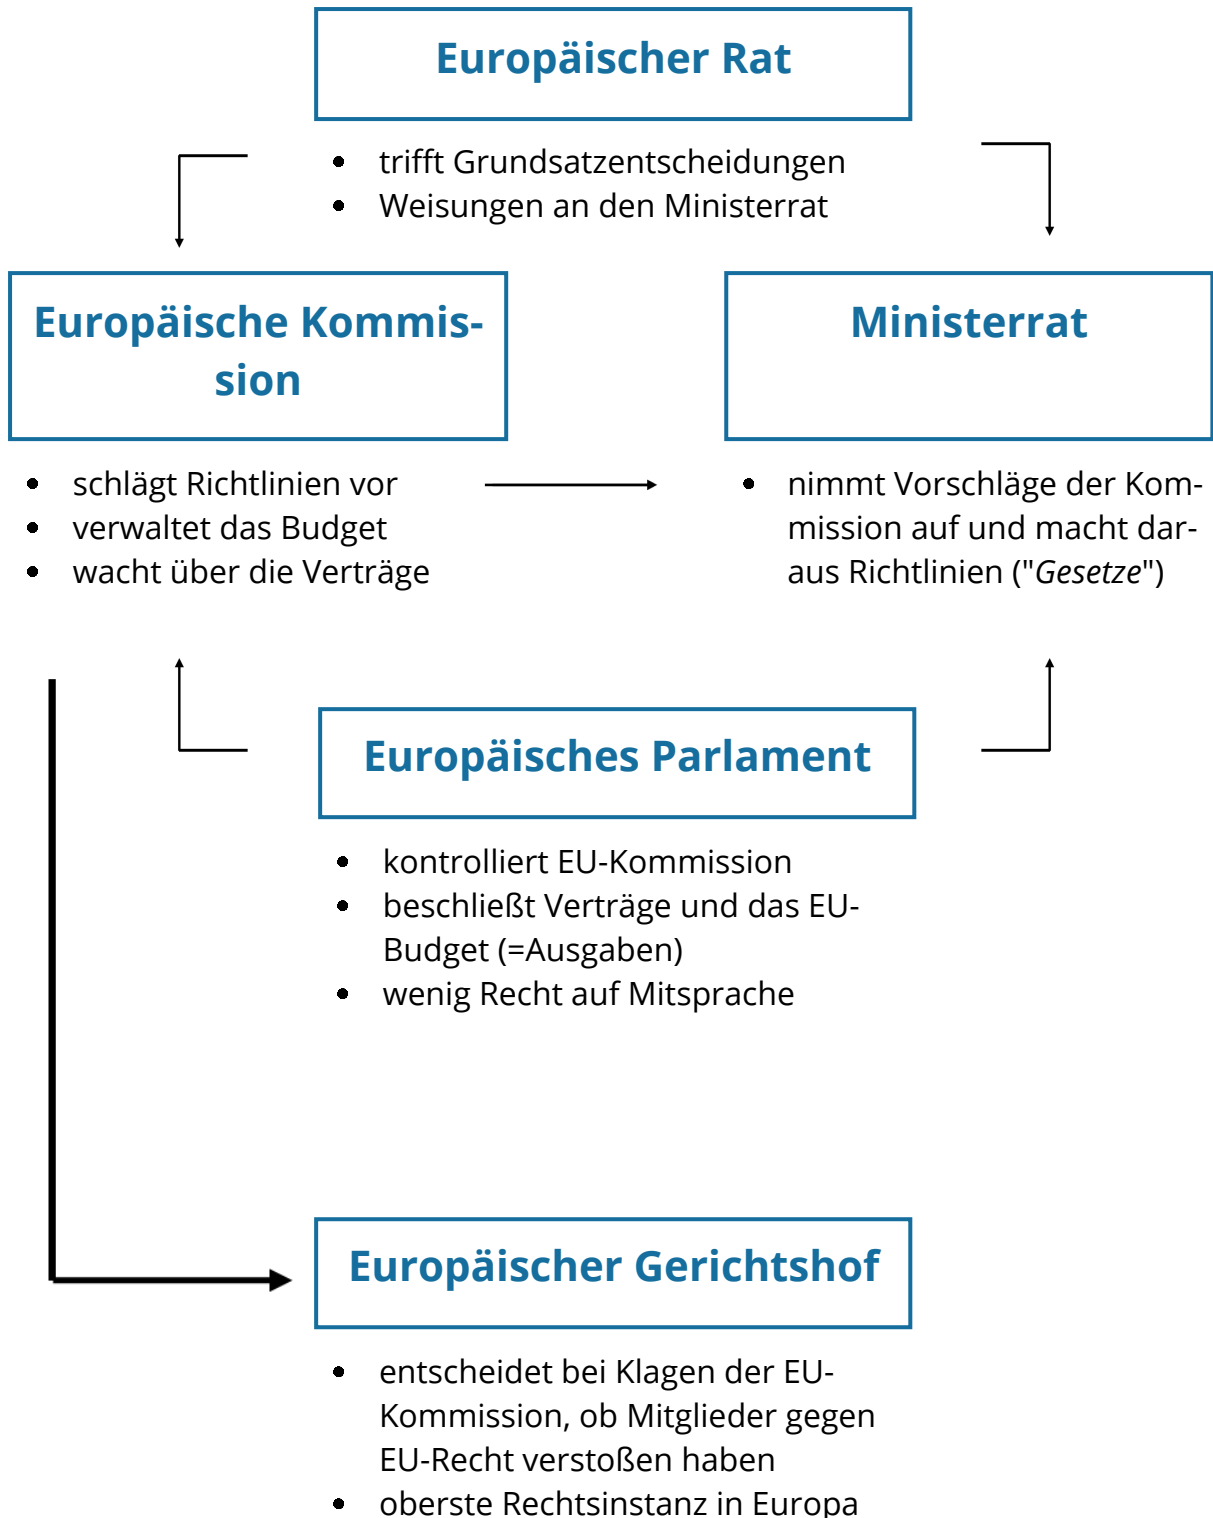 Europäischer Rat
• trifft Grundsatzentscheidungen
• Weisungen an den Ministerrat
Europäische Kommis-
sion
• schlägt Richtlinien vor
• verwaltet das Budget
• wacht über die Verträge
Ministerrat
• nimmt Vorschläge der Kom-
mission auf und macht dar-
aus Richtlinien ("Gesetze")
Europäisches Parlament
• kontrolliert EU-Kommission
• beschließt Verträge und das EU-
Budget (=Ausgaben)
• wenig Recht auf Mitsprache
Europäischer Gerichtshof
• entscheidet bei Klagen der EU-
Kommission, ob Mitglieder gegen
EU-Recht verstoßen haben
• oberste Rechtsinstanz in Europa